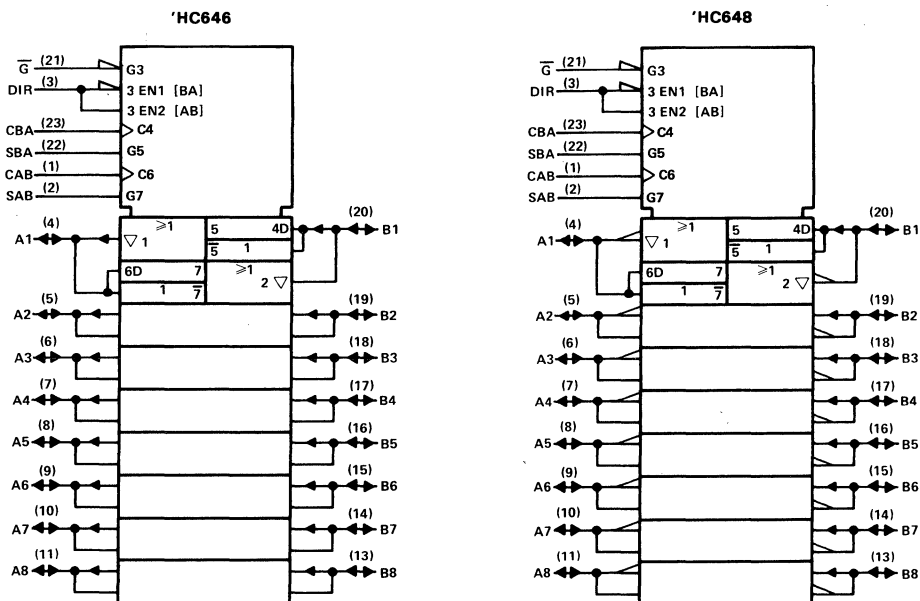 'HC646
G̅ (21) G3
DIR (3) 3 EN1 [BA]
3 EN2 [AB]
CBA (23) C4
SBA (22) G5
CAB (1) C6
SAB (2) G7
A1 (4) ▽ 1 ⩾1 5 4D (20) B1
5̅ 1
6D 7 ⩾1 2 ▽
1 7̅
A2 (5) (19) B2
A3 (6) (18) B3
A4 (7) (17) B4
A5 (8) (16) B5
A6 (9) (15) B6
A7 (10) (14) B7
A8 (11) (13) B8
'HC648
G̅ (21) G3
DIR (3) 3 EN1 [BA]
3 EN2 [AB]
CBA (23) C4
SBA (22) G5
CAB (1) C6
SAB (2) G7
A1 (4) ▽ 1 ⩾1 5 4D (20) B1
5̅ 1
6D 7 ⩾1 2 ▽
1 7̅
A2 (5) (19) B2
A3 (6) (18) B3
A4 (7) (17) B4
A5 (8) (16) B5
A6 (9) (15) B6
A7 (10) (14) B7
A8 (11) (13) B8